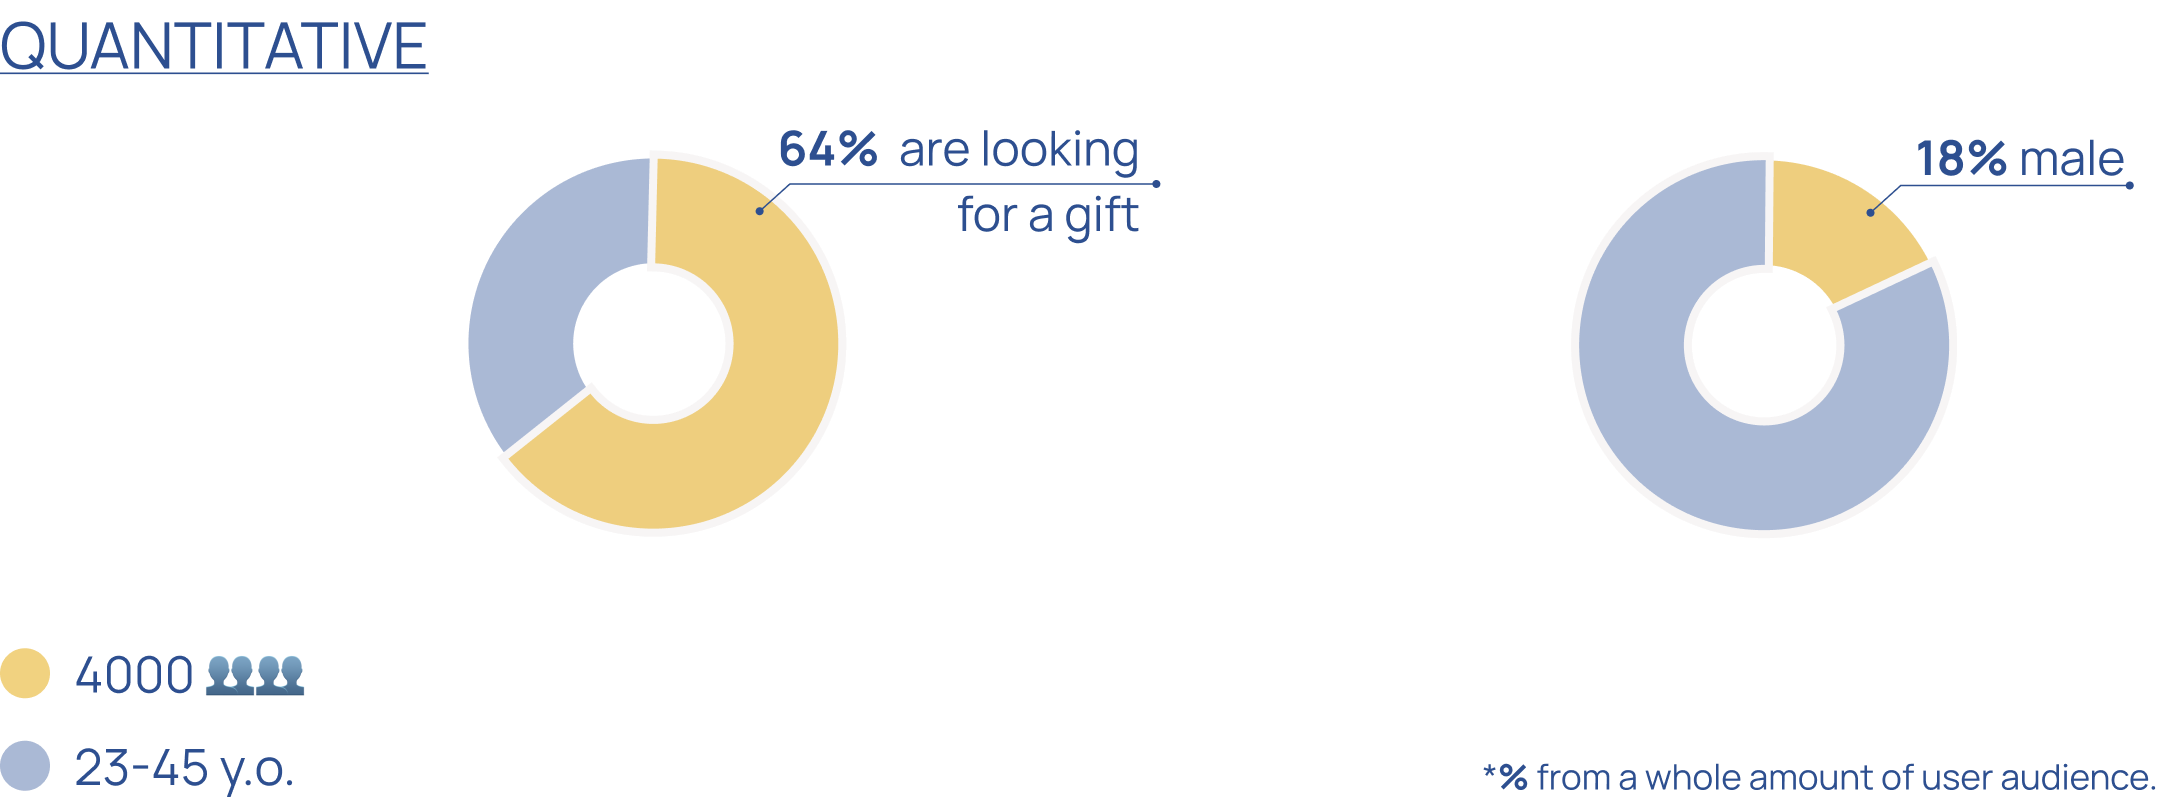 QUANTITATIVE
64% are looking
for a gift
18% male
4000
23-45 y.o.
*% from a whole amount of user audience.